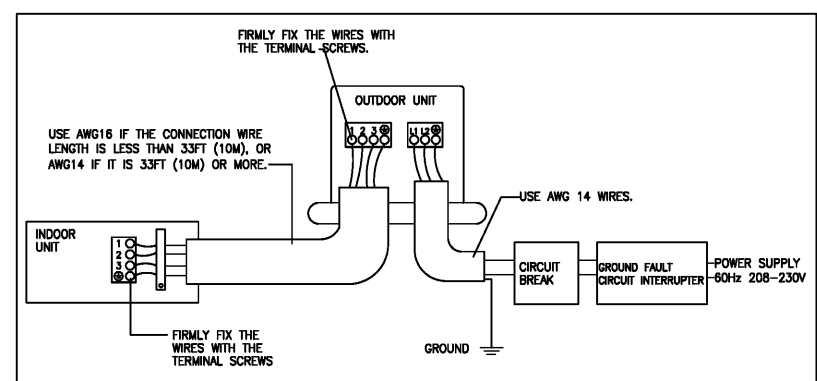 FIRMLY FIX THE WIRES WITH
THE TERMINAL SCREWS.
OUTDOOR UNIT
1 2 3 ⏚
L1 L2 ⏚
USE AWG16 IF THE CONNECTION WIRE
LENGTH IS LESS THAN 33FT (10M), OR
AWG14 IF IT IS 33FT (10M) OR MORE.
USE AWG 14 WIRES.
INDOOR
UNIT
1
2
3
⏚
CIRCUIT
BREAK
GROUND FAULT
CIRCUIT INTERRUPTER
POWER SUPPLY
60Hz 208-230V
FIRMLY FIX THE
WIRES WITH THE
TERMINAL SCREWS
GROUND